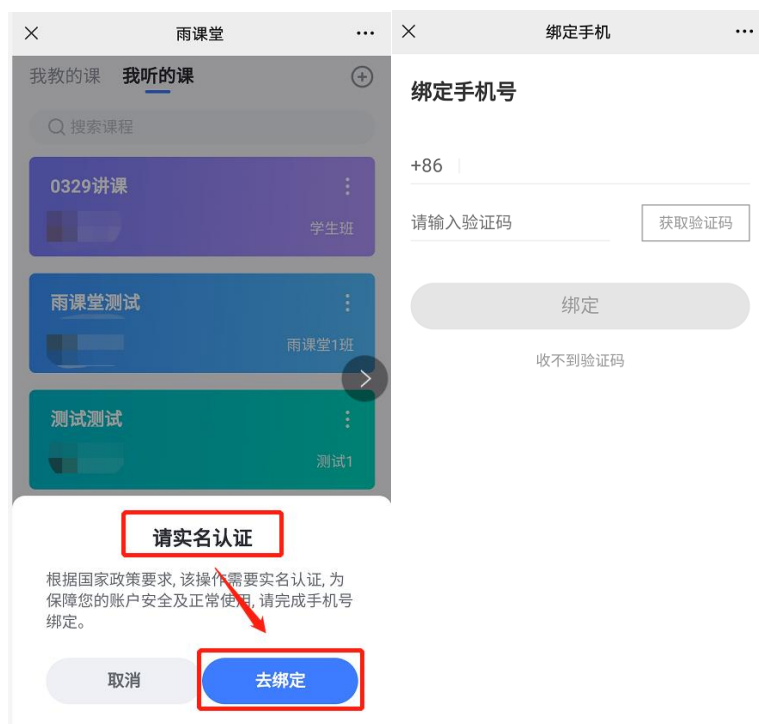 雨课堂
我教的课 我听的课
搜索课程
0329讲课
学生班
雨课堂测试
雨课堂1班
测试测试
测试1
请实名认证
根据国家政策要求,该操作需要实名认证,为
保障您的账户安全及正常使用,请完成手机号
绑定。
取消 去绑定
绑定手机
绑定手机号
+86
请输入验证码 获取验证码
绑定
收不到验证码